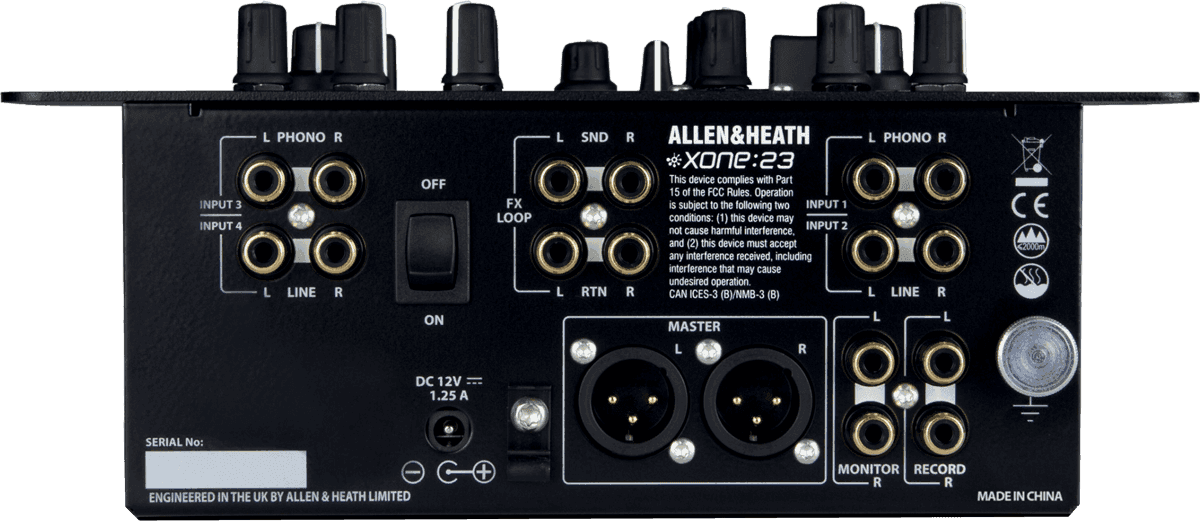 L PHONO R
INPUT 3
INPUT 4
L LINE R
OFF
ON
L SND R
FX
LOOP
L RTN R
ALLEN&HEATH
XONE:23
This device complies with Part
15 of the FCC Rules. Operation
is subject to the following two
conditions: (1) this device may
not cause harmful interference,
and (2) this device must accept
any interference received, including
interference that may cause
undesired operation.
CAN ICES-3 (B)/NMB-3 (B)
L PHONO R
INPUT 1
INPUT 2
L LINE R
CE
≤2000m
DC 12V
1.25 A
MASTER
L R
L L
MONITOR RECORD
R R
SERIAL No:
ENGINEERED IN THE UK BY ALLEN & HEATH LIMITED
MADE IN CHINA